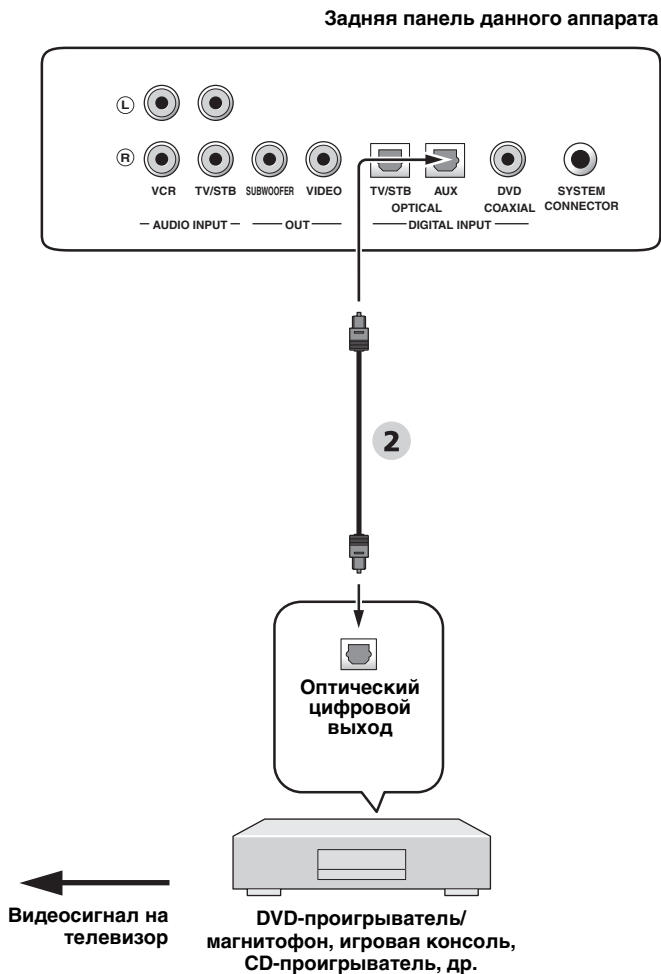 Задняя панель данного аппарата
L
R
VCR TV/STB SUBWOOFER VIDEO TV/STB AUX DVD SYSTEM
OPTICAL COAXIAL CONNECTOR
AUDIO INPUT OUT DIGITAL INPUT
2
Оптический
цифровой
выход
Видеосигнал на
телевизор
DVD-проигрыватель/
магнитофон, игровая консоль,
CD-проигрыватель, др.